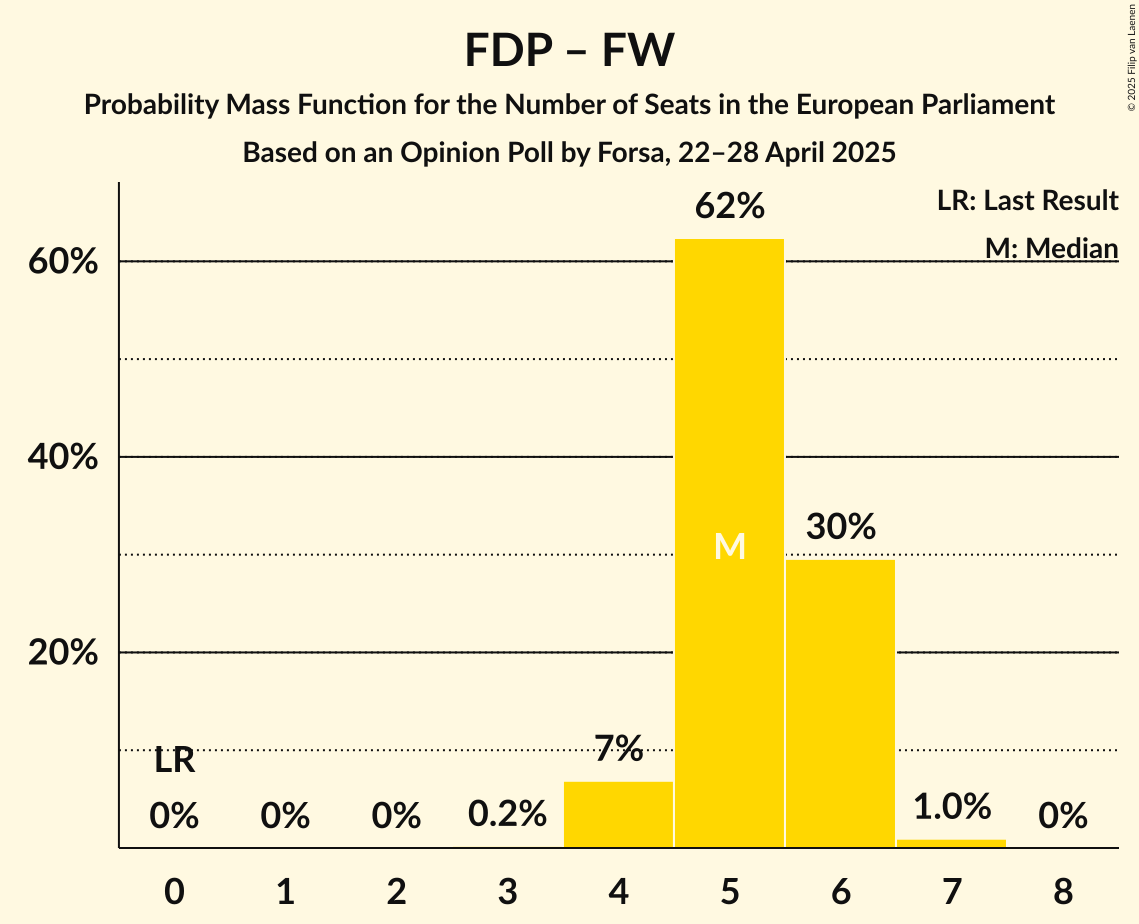 © 2025 Filip van Laenen
FDP – FW
Probability Mass Function for the Number of Seats in the European Parliament
Based on an Opinion Poll by Forsa, 22–28 April 2025
LR: Last Result
M: Median
60%
40%
20%
62%
30%
M
LR
7%
0%
0%
0%
0.2%
1.0%
0%
0
1
2
3
4
5
6
7
8